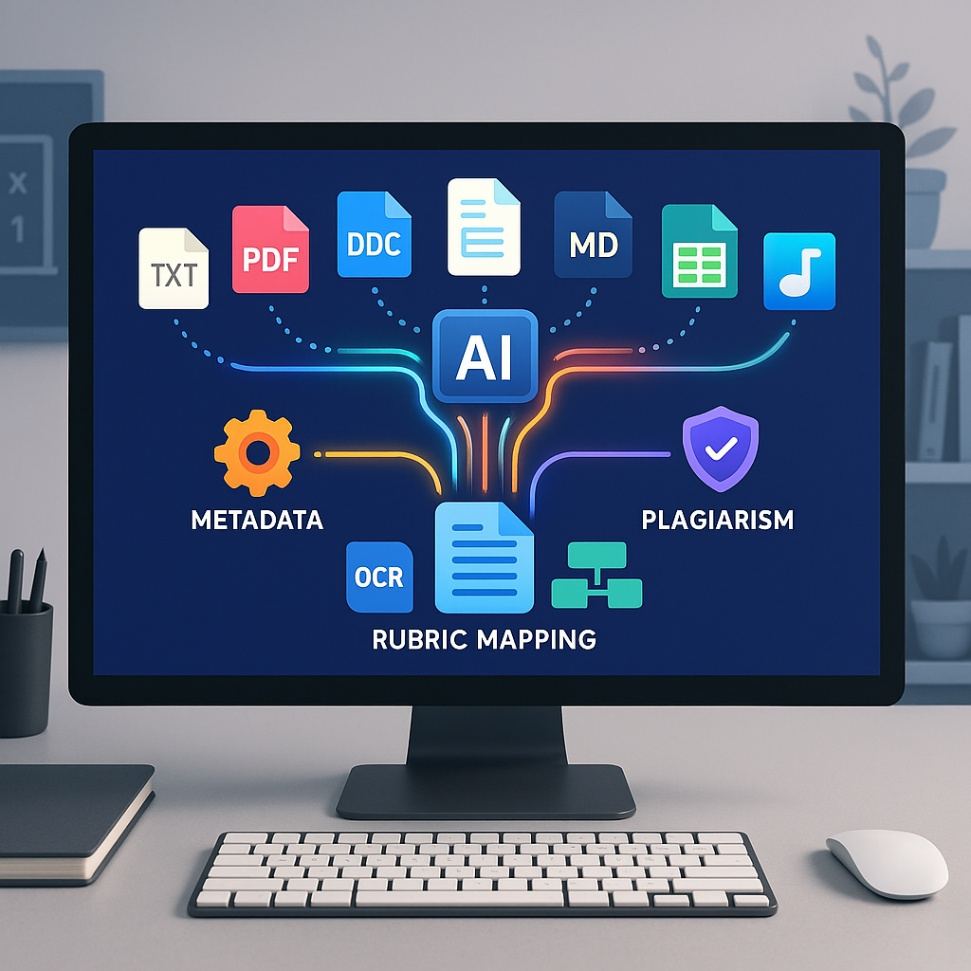 TXT
PDF
DDC
MD
AI
X
1
METADATA
PLAGIARISM
OCR
RUBRIC MAPPING